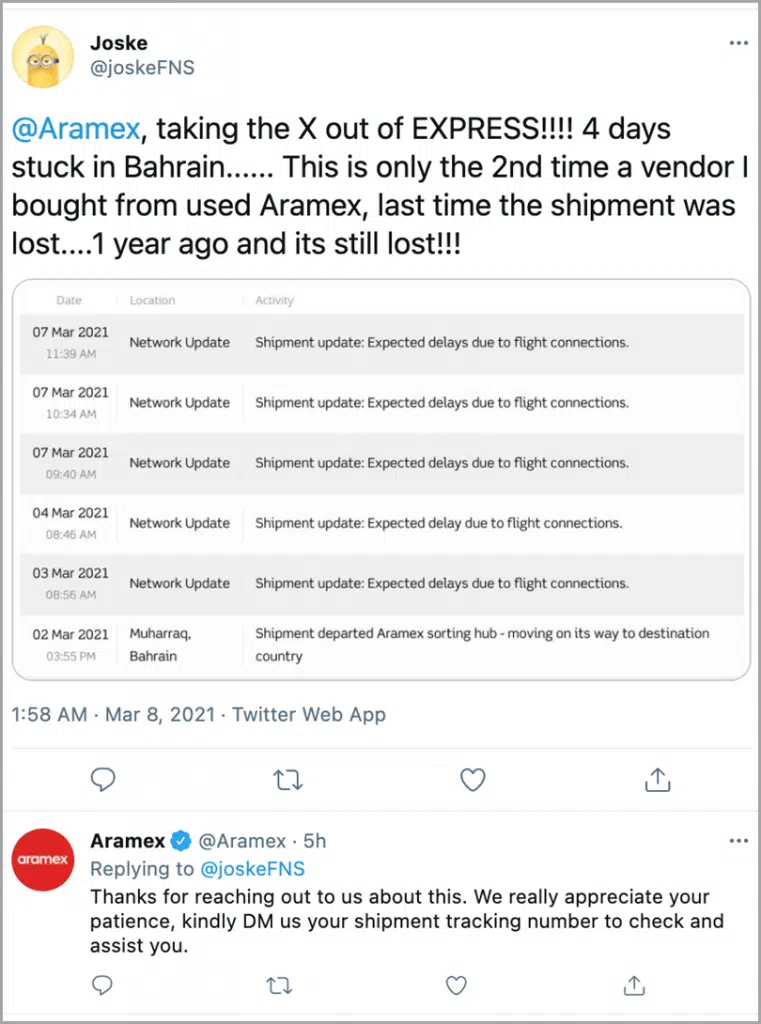 Joske
@joskeFNS
@Aramex, taking the X out of EXPRESS!!!! 4 days
stuck in Bahrain...... This is only the 2nd time a vendor I
bought from used Aramex, last time the shipment was
lost....1 year ago and its still lost!!!
Date Location Activity
07 Mar 2021
11:39 AM
Network Update
Shipment update: Expected delays due to flight connections.
07 Mar 2021
10:34 AM
Network Update
Shipment update: Expected delays due to flight connections.
07 Mar 2021
09:40 AM
Network Update
Shipment update: Expected delays due to flight connections.
04 Mar 2021
08:46 AM
Network Update
Shipment update: Expected delay due to flight connections.
03 Mar 2021
08:56 AM
Network Update
Shipment update: Expected delays due to flight connections.
02 Mar 2021
03:55 PM
Muharraq,
Bahrain
Shipment departed Aramex sorting hub - moving on its way to destination
country
1:58 AM · Mar 8, 2021 · Twitter Web App
aramex
Aramex @Aramex · 5h
Replying to @joskeFNS
Thanks for reaching out to us about this. We really appreciate your
patience, kindly DM us your shipment tracking number to check and
assist you.